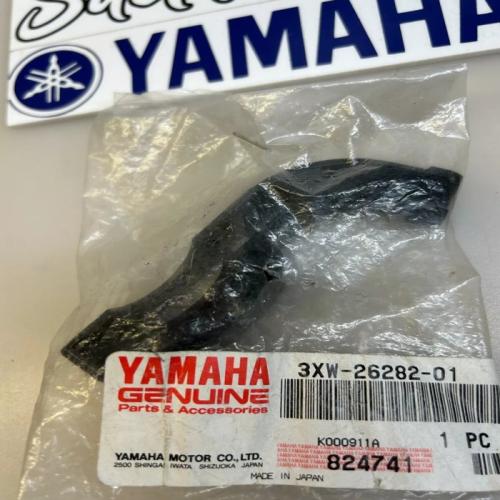 YAMAHA
YAMAHA
GENUINE
Parts & Accessories
YAMAHA MOTOR CO., LTD.
2500 SHINGAI IWATA SHIZUOKA JAPAN
3XW-26282-01
K000911A
1 PC
824741
MADE IN JAPAN